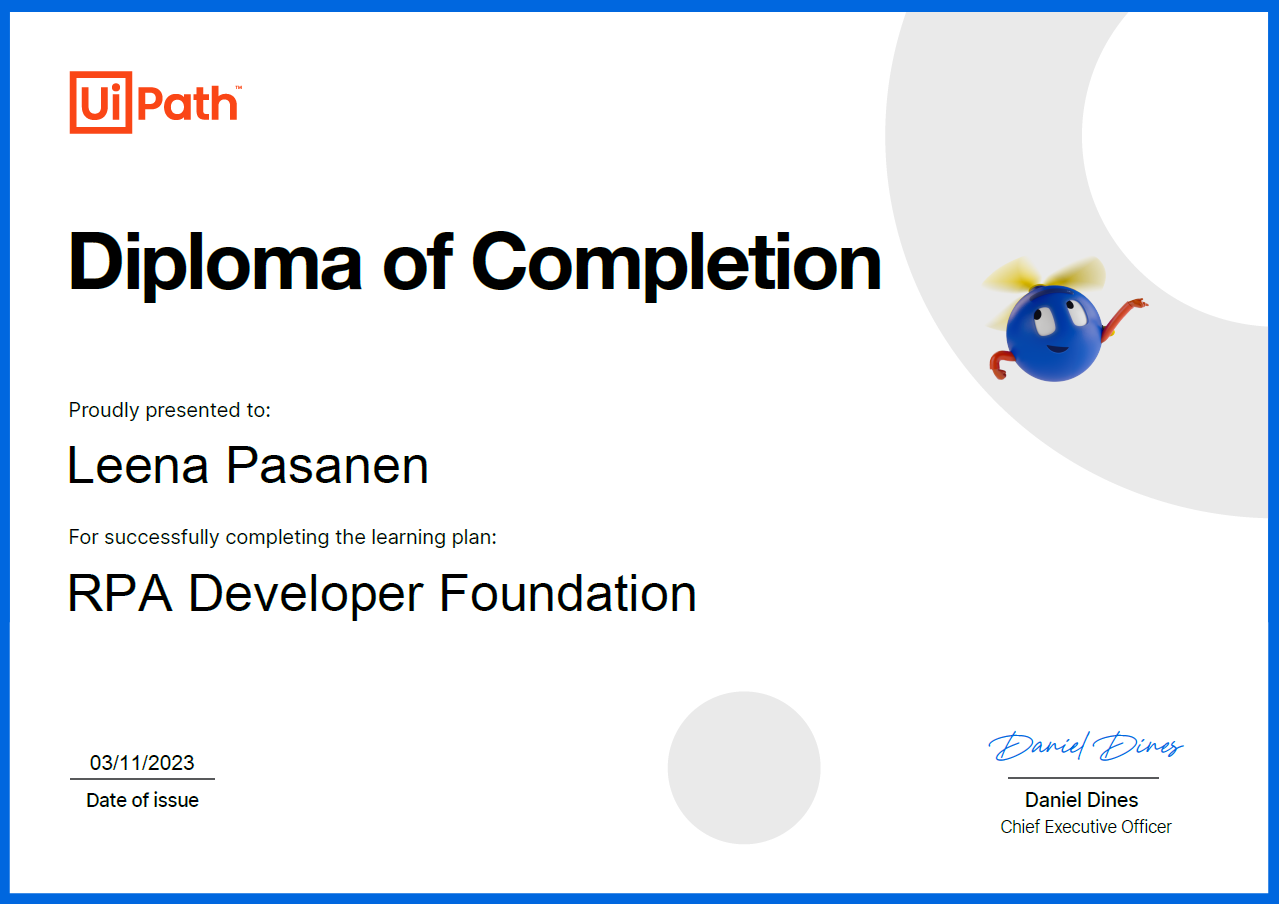 UiPath™
Diploma of Completion
Proudly presented to:
Leena Pasanen
For successfully completing the learning plan:
RPA Developer Foundation
03/11/2023
Date of issue
Daniel Dines
Daniel Dines
Chief Executive Officer